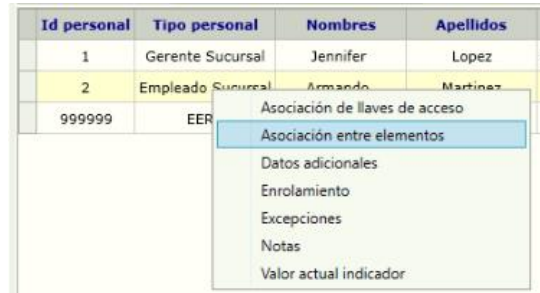 Id personal Tipo personal Nombres Apellidos
1 Gerente Sucursal Jennifer Lopez
2 Empleado Sucursal Armando Martinez
999999 EER
Asociación de llaves de acceso
Asociación entre elementos
Datos adicionales
Enrolamiento
Excepciones
Notas
Valor actual indicador